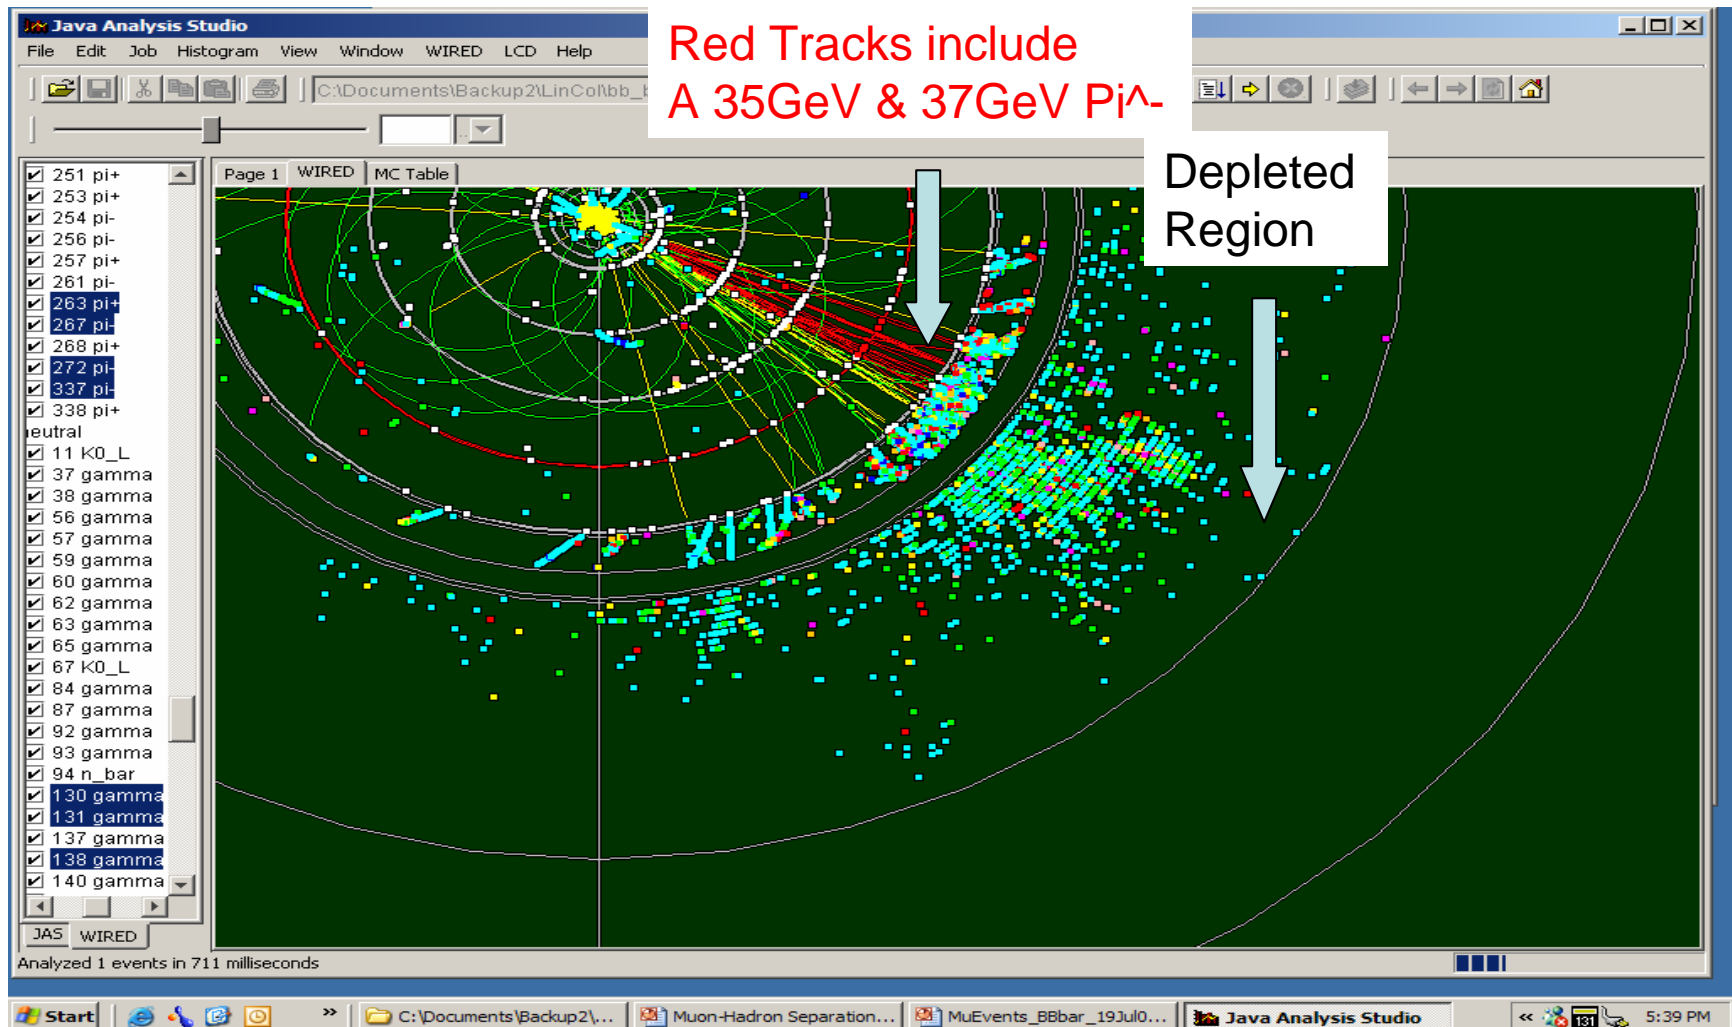 Java Analysis Studio
Red Tracks include
A 35GeV & 37GeV Pi^-
File Edit Job Histogram View Window WIRED LCD Help
C:\Documents\Backup2\LinCol\bb_b
Depleted
Region
Page 1 WIRED MC Table
251 pi+
253 pi+
254 pi-
256 pi-
257 pi+
261 pi-
263 pi+
267 pi-
268 pi+
272 pi-
337 pi-
338 pi+
eutral
11 K0_L
37 gamma
38 gamma
56 gamma
57 gamma
59 gamma
60 gamma
62 gamma
63 gamma
65 gamma
67 K0_L
84 gamma
87 gamma
92 gamma
93 gamma
94 n_bar
130 gamma
131 gamma
137 gamma
138 gamma
140 gamma
JAS WIRED
Analyzed 1 events in 711 milliseconds
Start » C:\Documents\Backup2\... Muon-Hadron Separation... MuEvents_BBbar_19Jul0... Java Analysis Studio « 131 5:39 PM